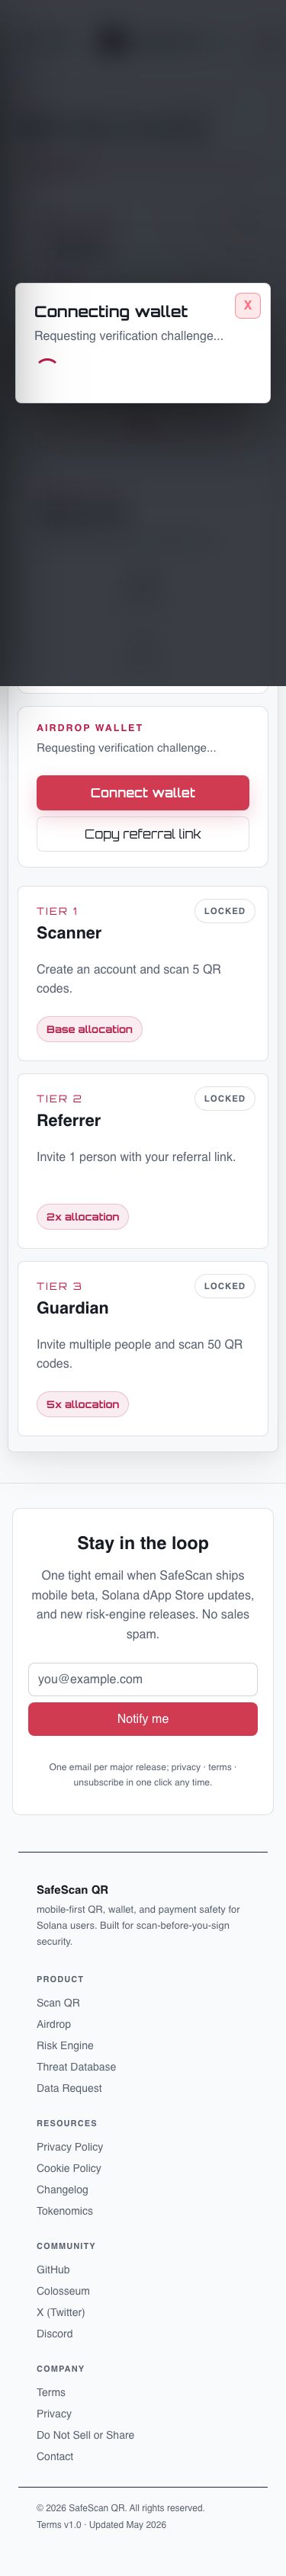 Connecting wallet
X
Requesting verification challenge...
AIRDROP WALLET
Requesting verification challenge...
Connect wallet
Copy referral link
TIER 1
LOCKED
Scanner
Create an account and scan 5 QR
codes.
Base allocation
TIER 2
LOCKED
Referrer
Invite 1 person with your referral link.
2x allocation
TIER 3
LOCKED
Guardian
Invite multiple people and scan 50 QR
codes.
5x allocation
Stay in the loop
One tight email when SafeScan ships
mobile beta, Solana dApp Store updates,
and new risk-engine releases. No sales
spam.
you@example.com
Notify me
One email per major release; privacy · terms ·
unsubscribe in one click any time.
SafeScan QR
mobile-first QR, wallet, and payment safety for
Solana users. Built for scan-before-you-sign
security.
PRODUCT
Scan QR
Airdrop
Risk Engine
Threat Database
Data Request
RESOURCES
Privacy Policy
Cookie Policy
Changelog
Tokenomics
COMMUNITY
GitHub
Colosseum
X (Twitter)
Discord
COMPANY
Terms
Privacy
Do Not Sell or Share
Contact
© 2026 SafeScan QR. All rights reserved.
Terms v1.0 · Updated May 2026